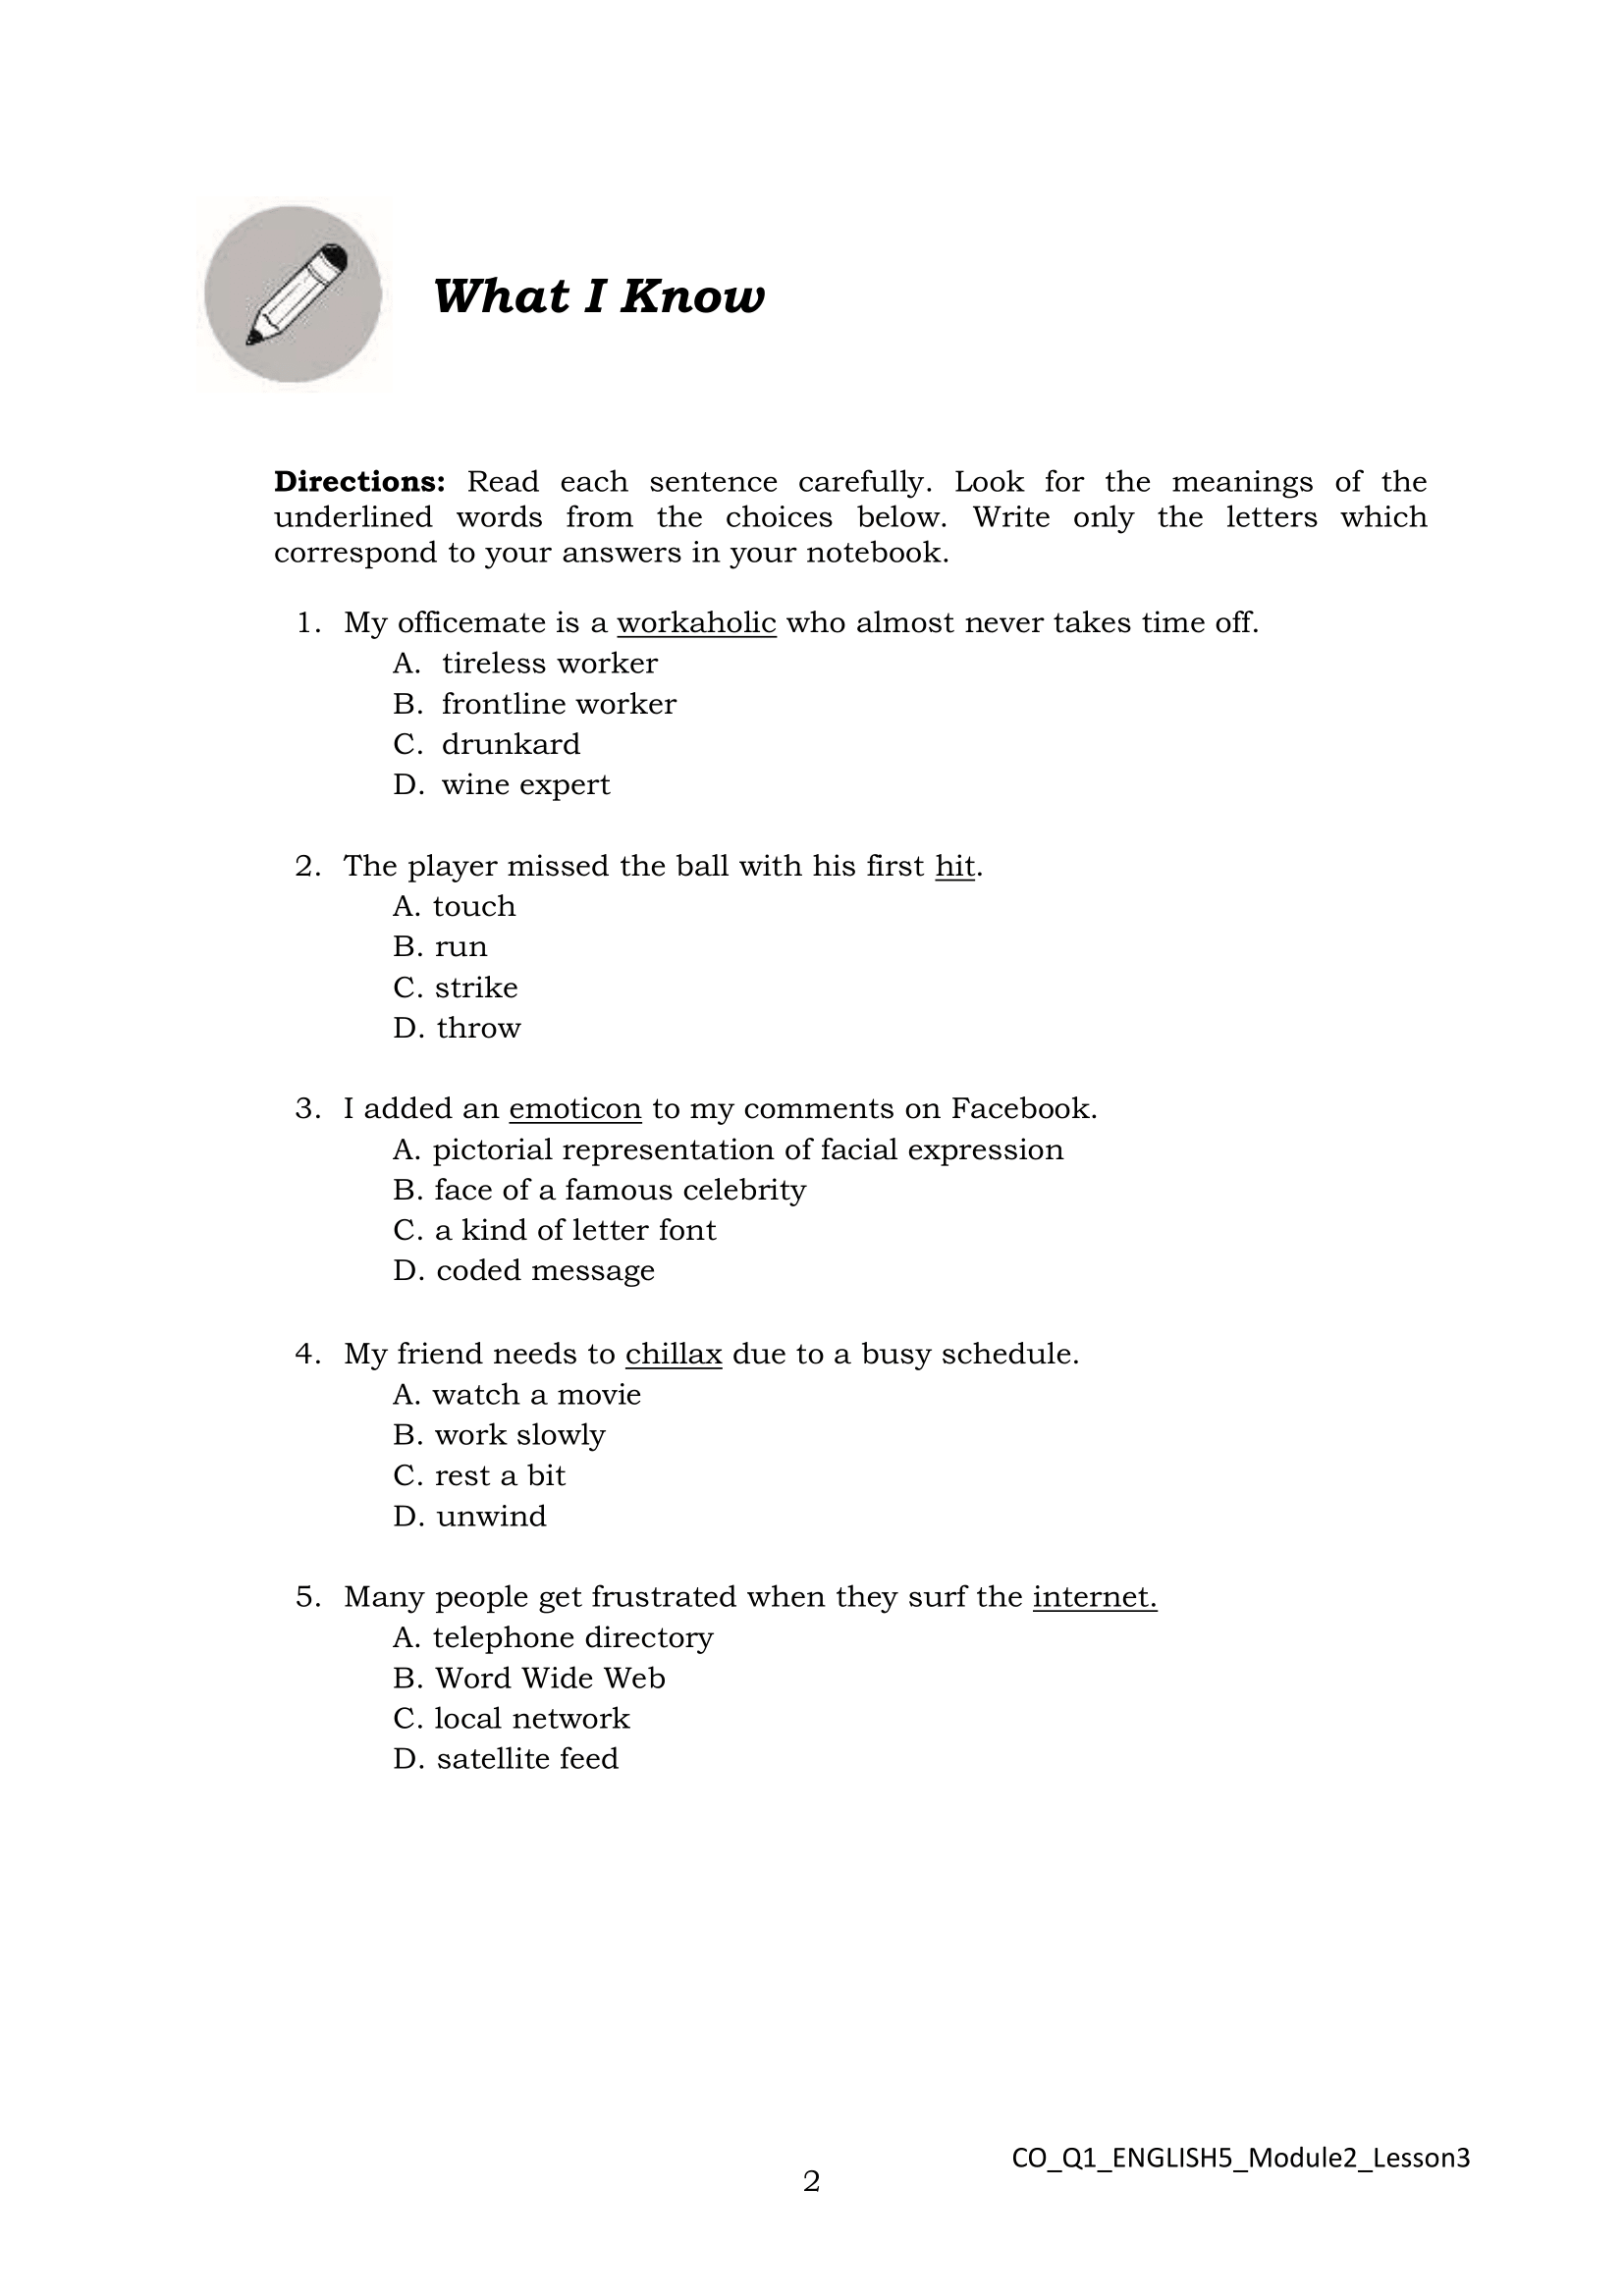 What I Know
Directions: Read each sentence carefully. Look for the meanings of the
underlined words from the choices below. Write only the letters which
correspond to your answers in your notebook.
1. My officemate is a workaholic who almost never takes time off.
A. tireless worker
B. frontline worker
C. drunkard
D. wine expert
2. The player missed the ball with his first hit.
A. touch
B. run
C. strike
D. throw
3. I added an emoticon to my comments on Facebook.
A. pictorial representation of facial expression
B. face of a famous celebrity
C. a kind of letter font
D. coded message
4. My friend needs to chillax due to a busy schedule.
A. watch a movie
B. work slowly
C. rest a bit
D. unwind
5. Many people get frustrated when they surf the internet.
A. telephone directory
B. Word Wide Web
C. local network
D. satellite feed
CO_Q1_ENGLISH5_Module2_Lesson3
2